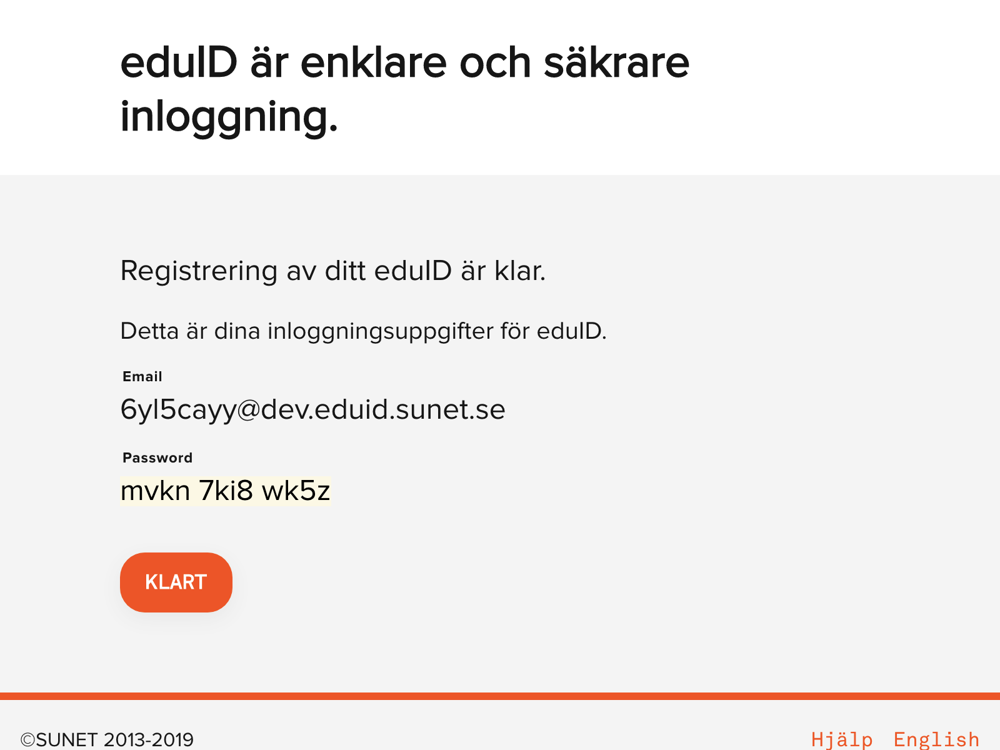 eduID är enklare och säkrare
inloggning.
Registrering av ditt eduID är klar.
Detta är dina inloggningsuppgifter för eduID.
Email
6yl5cayy@dev.eduid.sunet.se
Password
mvkn 7ki8 wk5z
KLART
©SUNET 2013-2019
Hjälp English